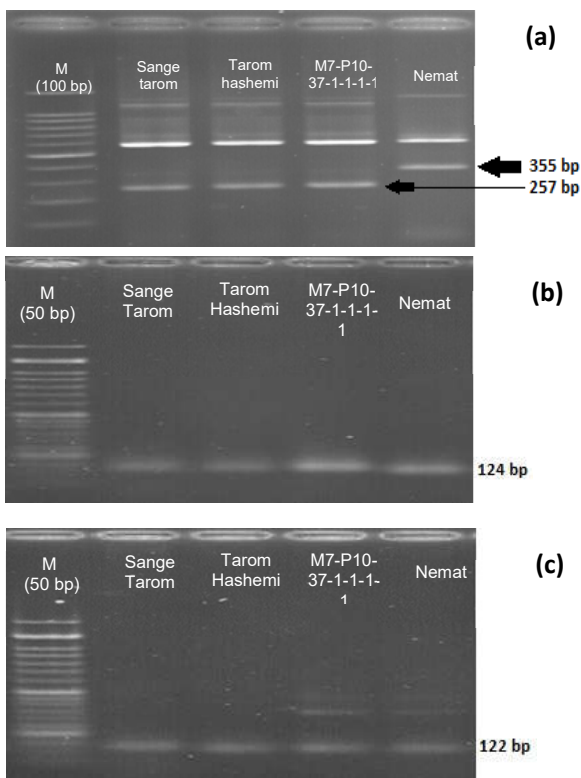 (a)
M
(100 bp)
Sange
tarom
Tarom
hashemi
M7-P10-
37-1-1-1-1
Nemat
355 bp
257 bp
(b)
M
(50 bp)
Sange
Tarom
Tarom
Hashemi
M7-P10-
37-1-1-1-
1
Nemat
124 bp
(c)
M
(50 bp)
Sange
Tarom
Tarom
Hashemi
M7-P10-
37-1-1-1-
1
Nemat
122 bp